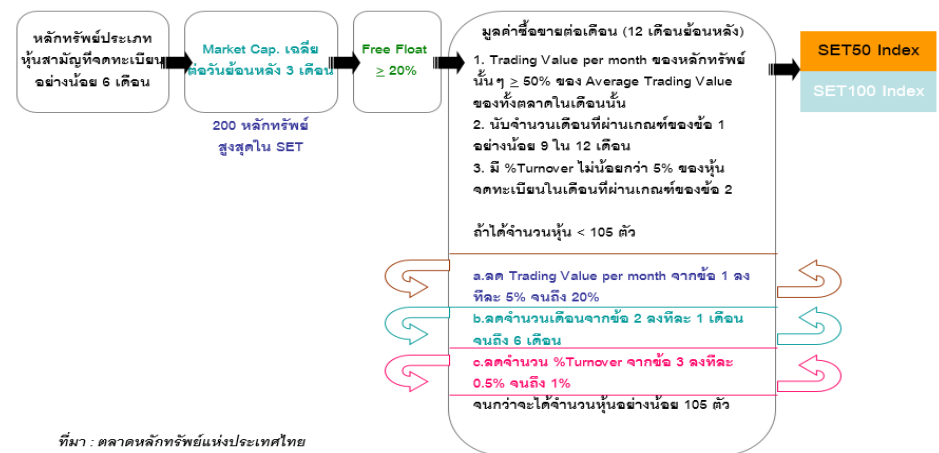 หลักทรัพย์ประเภท
หุ้นสามัญที่จดทะเบียน
อย่างน้อย 6 เดือน
Market Cap. เฉลี่ย
ต่อวันย้อนหลัง 3 เดือน
200 หลักทรัพย์
สูงสุดใน SET
Free Float
≥ 20%
มูลค่าซื้อขายต่อเดือน (12 เดือนย้อนหลัง)
1. Trading Value per month ของหลักทรัพย์
นั้นๆ ≥ 50% ของ Average Trading Value
ของทั้งตลาดในเดือนนั้น
2. นับจำนวนเดือนที่ผ่านเกณฑ์ของข้อ 1
อย่างน้อย 9 ใน 12 เดือน
3. มี %Turnover ไม่น้อยกว่า 5% ของหุ้น
จดทะเบียนในเดือนที่ผ่านเกณฑ์ของข้อ 2
ถ้าได้จำนวนหุ้น < 105 ตัว
a.ลด Trading Value per month จากข้อ 1 ลง
ทีละ 5% จนถึง 20%
b.ลดจำนวนเดือนจากข้อ 2 ลงทีละ 1 เดือน
จนถึง 6 เดือน
c.ลดจำนวน %Turnover จากข้อ 3 ลงทีละ
0.5% จนถึง 1%
จนกว่าจะได้จำนวนหุ้นอย่างน้อย 105 ตัว
SET50 Index
SET100 Index
ที่มา : ตลาดหลักทรัพย์แห่งประเทศไทย